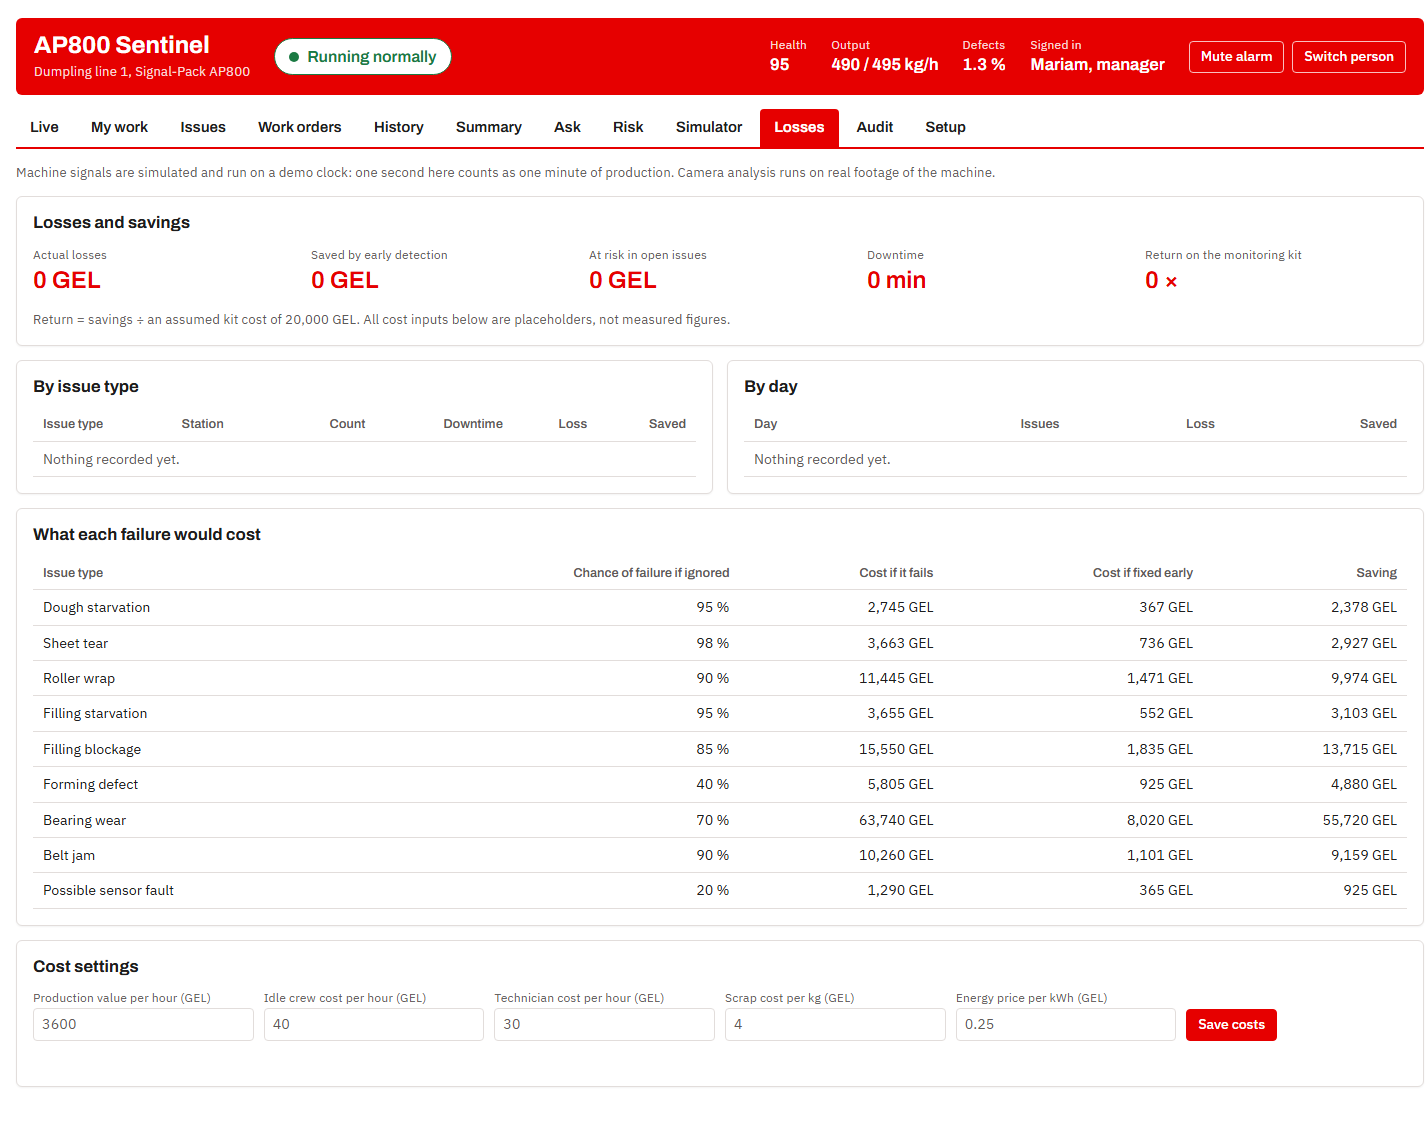 AP800 Sentinel
Dumpling line 1, Signal-Pack AP800
Running normally
Health
95
Output
490 / 495 kg/h
Defects
1.3 %
Signed in
Mariam, manager
Mute alarm
Switch person
Live My work Issues Work orders History Summary Ask Risk Simulator Losses Audit Setup
Machine signals are simulated and run on a demo clock: one second here counts as one minute of production. Camera analysis runs on real footage of the machine.
Losses and savings
Actual losses
0 GEL
Saved by early detection
0 GEL
At risk in open issues
0 GEL
Downtime
0 min
Return on the monitoring kit
0 ×
Return = savings ÷ an assumed kit cost of 20,000 GEL. All cost inputs below are placeholders, not measured figures.
By issue type
Issue type Station Count Downtime Loss Saved
Nothing recorded yet.
By day
Day Issues Loss Saved
Nothing recorded yet.
What each failure would cost
Issue type Chance of failure if ignored Cost if it fails Cost if fixed early Saving
Dough starvation 95 % 2,745 GEL 367 GEL 2,378 GEL
Sheet tear 98 % 3,663 GEL 736 GEL 2,927 GEL
Roller wrap 90 % 11,445 GEL 1,471 GEL 9,974 GEL
Filling starvation 95 % 3,655 GEL 552 GEL 3,103 GEL
Filling blockage 85 % 15,550 GEL 1,835 GEL 13,715 GEL
Forming defect 40 % 5,805 GEL 925 GEL 4,880 GEL
Bearing wear 70 % 63,740 GEL 8,020 GEL 55,720 GEL
Belt jam 90 % 10,260 GEL 1,101 GEL 9,159 GEL
Possible sensor fault 20 % 1,290 GEL 365 GEL 925 GEL
Cost settings
Production value per hour (GEL)
3600
Idle crew cost per hour (GEL)
40
Technician cost per hour (GEL)
30
Scrap cost per kg (GEL)
4
Energy price per kWh (GEL)
0.25
Save costs